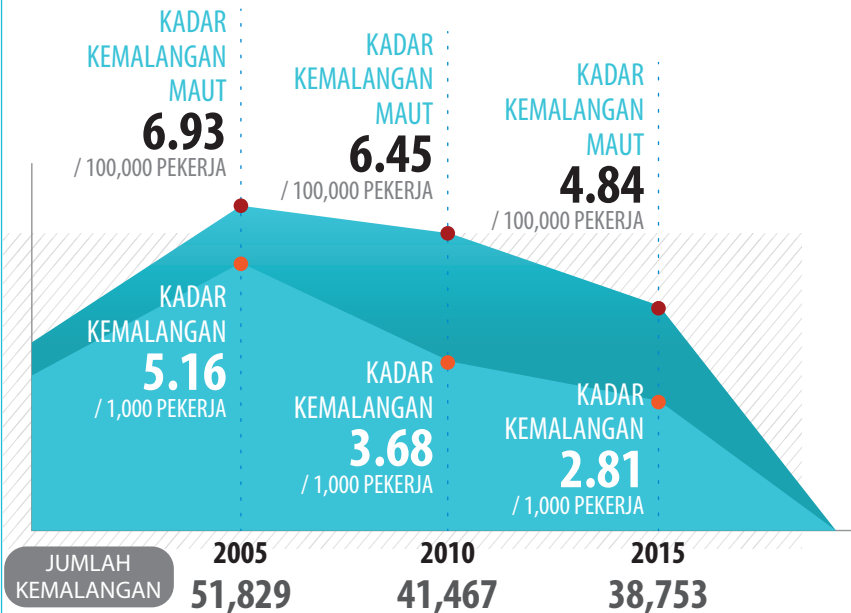 KADAR
KEMALANGAN
MAUT
6.93
/ 100,000 PEKERJA
KADAR
KEMALANGAN
MAUT
6.45
/ 100,000 PEKERJA
KADAR
KEMALANGAN
MAUT
4.84
/ 100,000 PEKERJA
KADAR
KEMALANGAN
5.16
/ 1,000 PEKERJA
KADAR
KEMALANGAN
3.68
/ 1,000 PEKERJA
KADAR
KEMALANGAN
2.81
/ 1,000 PEKERJA
2005 2010 2015
JUMLAH
KEMALANGAN
51,829 41,467 38,753